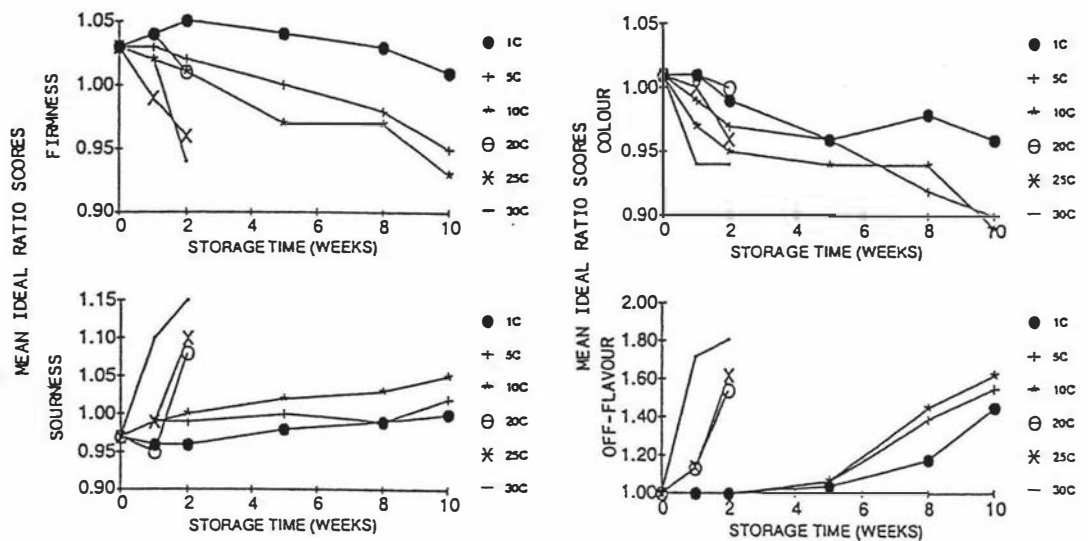 MEAN IDEAL RATIO SCORES
FIRMNESS
1.05
1.00
0.95
0.90
0 2 4 6 8 10
STORAGE TIME (WEEKS)
1C
5C
10C
20C
25C
30C
MEAN IDEAL RATIO SCORES
COLOUR
1.05
1.00
0.95
0.90
0 2 4 6 8 10
STORAGE TIME (WEEKS)
1C
5C
10C
20C
25C
30C
SOURNESS
1.15
1.10
1.05
1.00
0.95
0.90
0 2 4 6 8 10
STORAGE TIME (WEEKS)
1C
5C
10C
20C
25C
30C
OFF-FLAVOUR
2.00
1.80
1.60
1.40
1.20
1.00
0 2 4 6 8 10
STORAGE TIME (WEEKS)
1C
5C
10C
20C
25C
30C